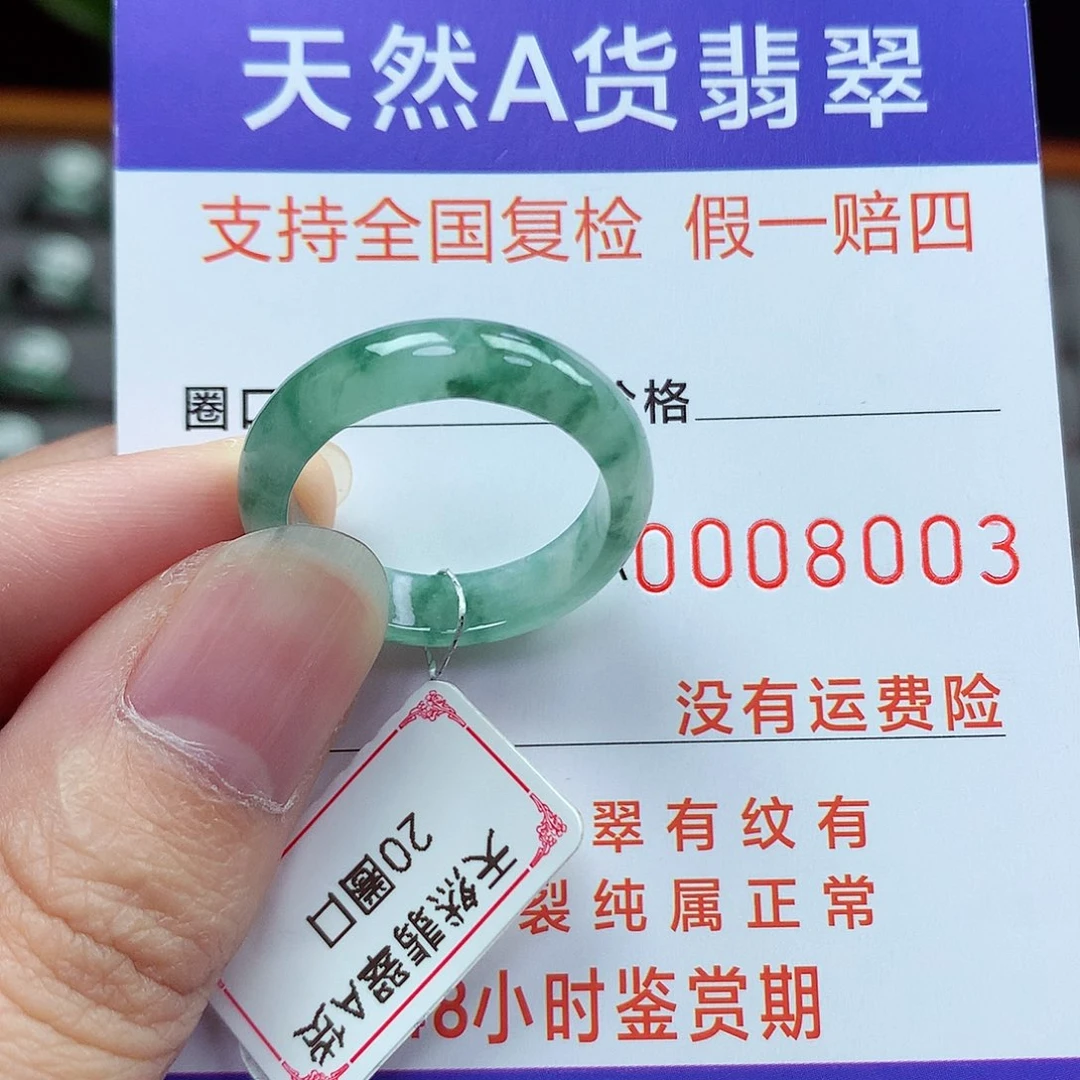 天然A货翡翠
支持全国复检 假一赔四
圈口
格
0008003
没有运费险
翠有纹有
裂纯属正常
8小时鉴赏期
天然翡翠A货
20圈口